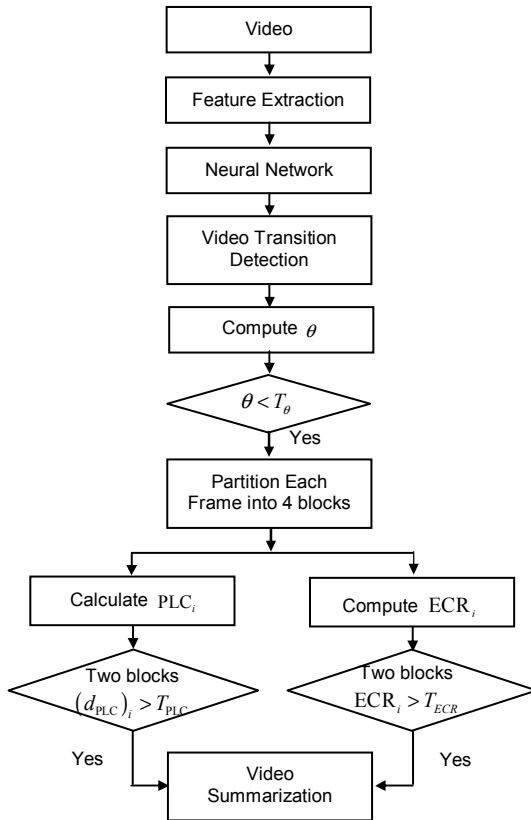 Video
Feature Extraction
Neural Network
Video Transition
Detection
Compute θ
θ < T_θ
Yes
Partition Each
Frame into 4 blocks
Calculate PLC_i
Compute ECR_i
Two blocks
(d_PLC)_i > T_PLC
Two blocks
ECR_i > T_ECR
Yes
Yes
Video
Summarization